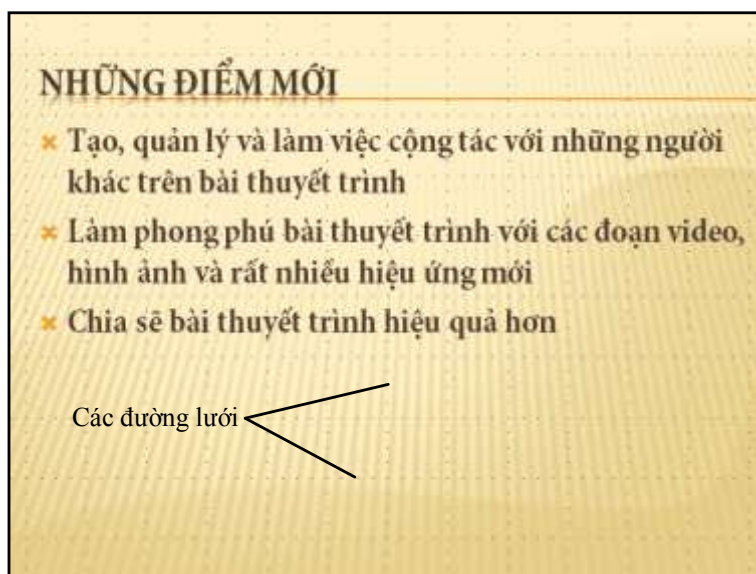 NHỮNG ĐIỂM MỚI
Tạo, quản lý và làm việc cộng tác với những người
khác trên bài thuyết trình
Làm phong phú bài thuyết trình với các đoạn video,
hình ảnh và rất nhiều hiệu ứng mới
Chia sẽ bài thuyết trình hiệu quả hơn
Các đường lưới